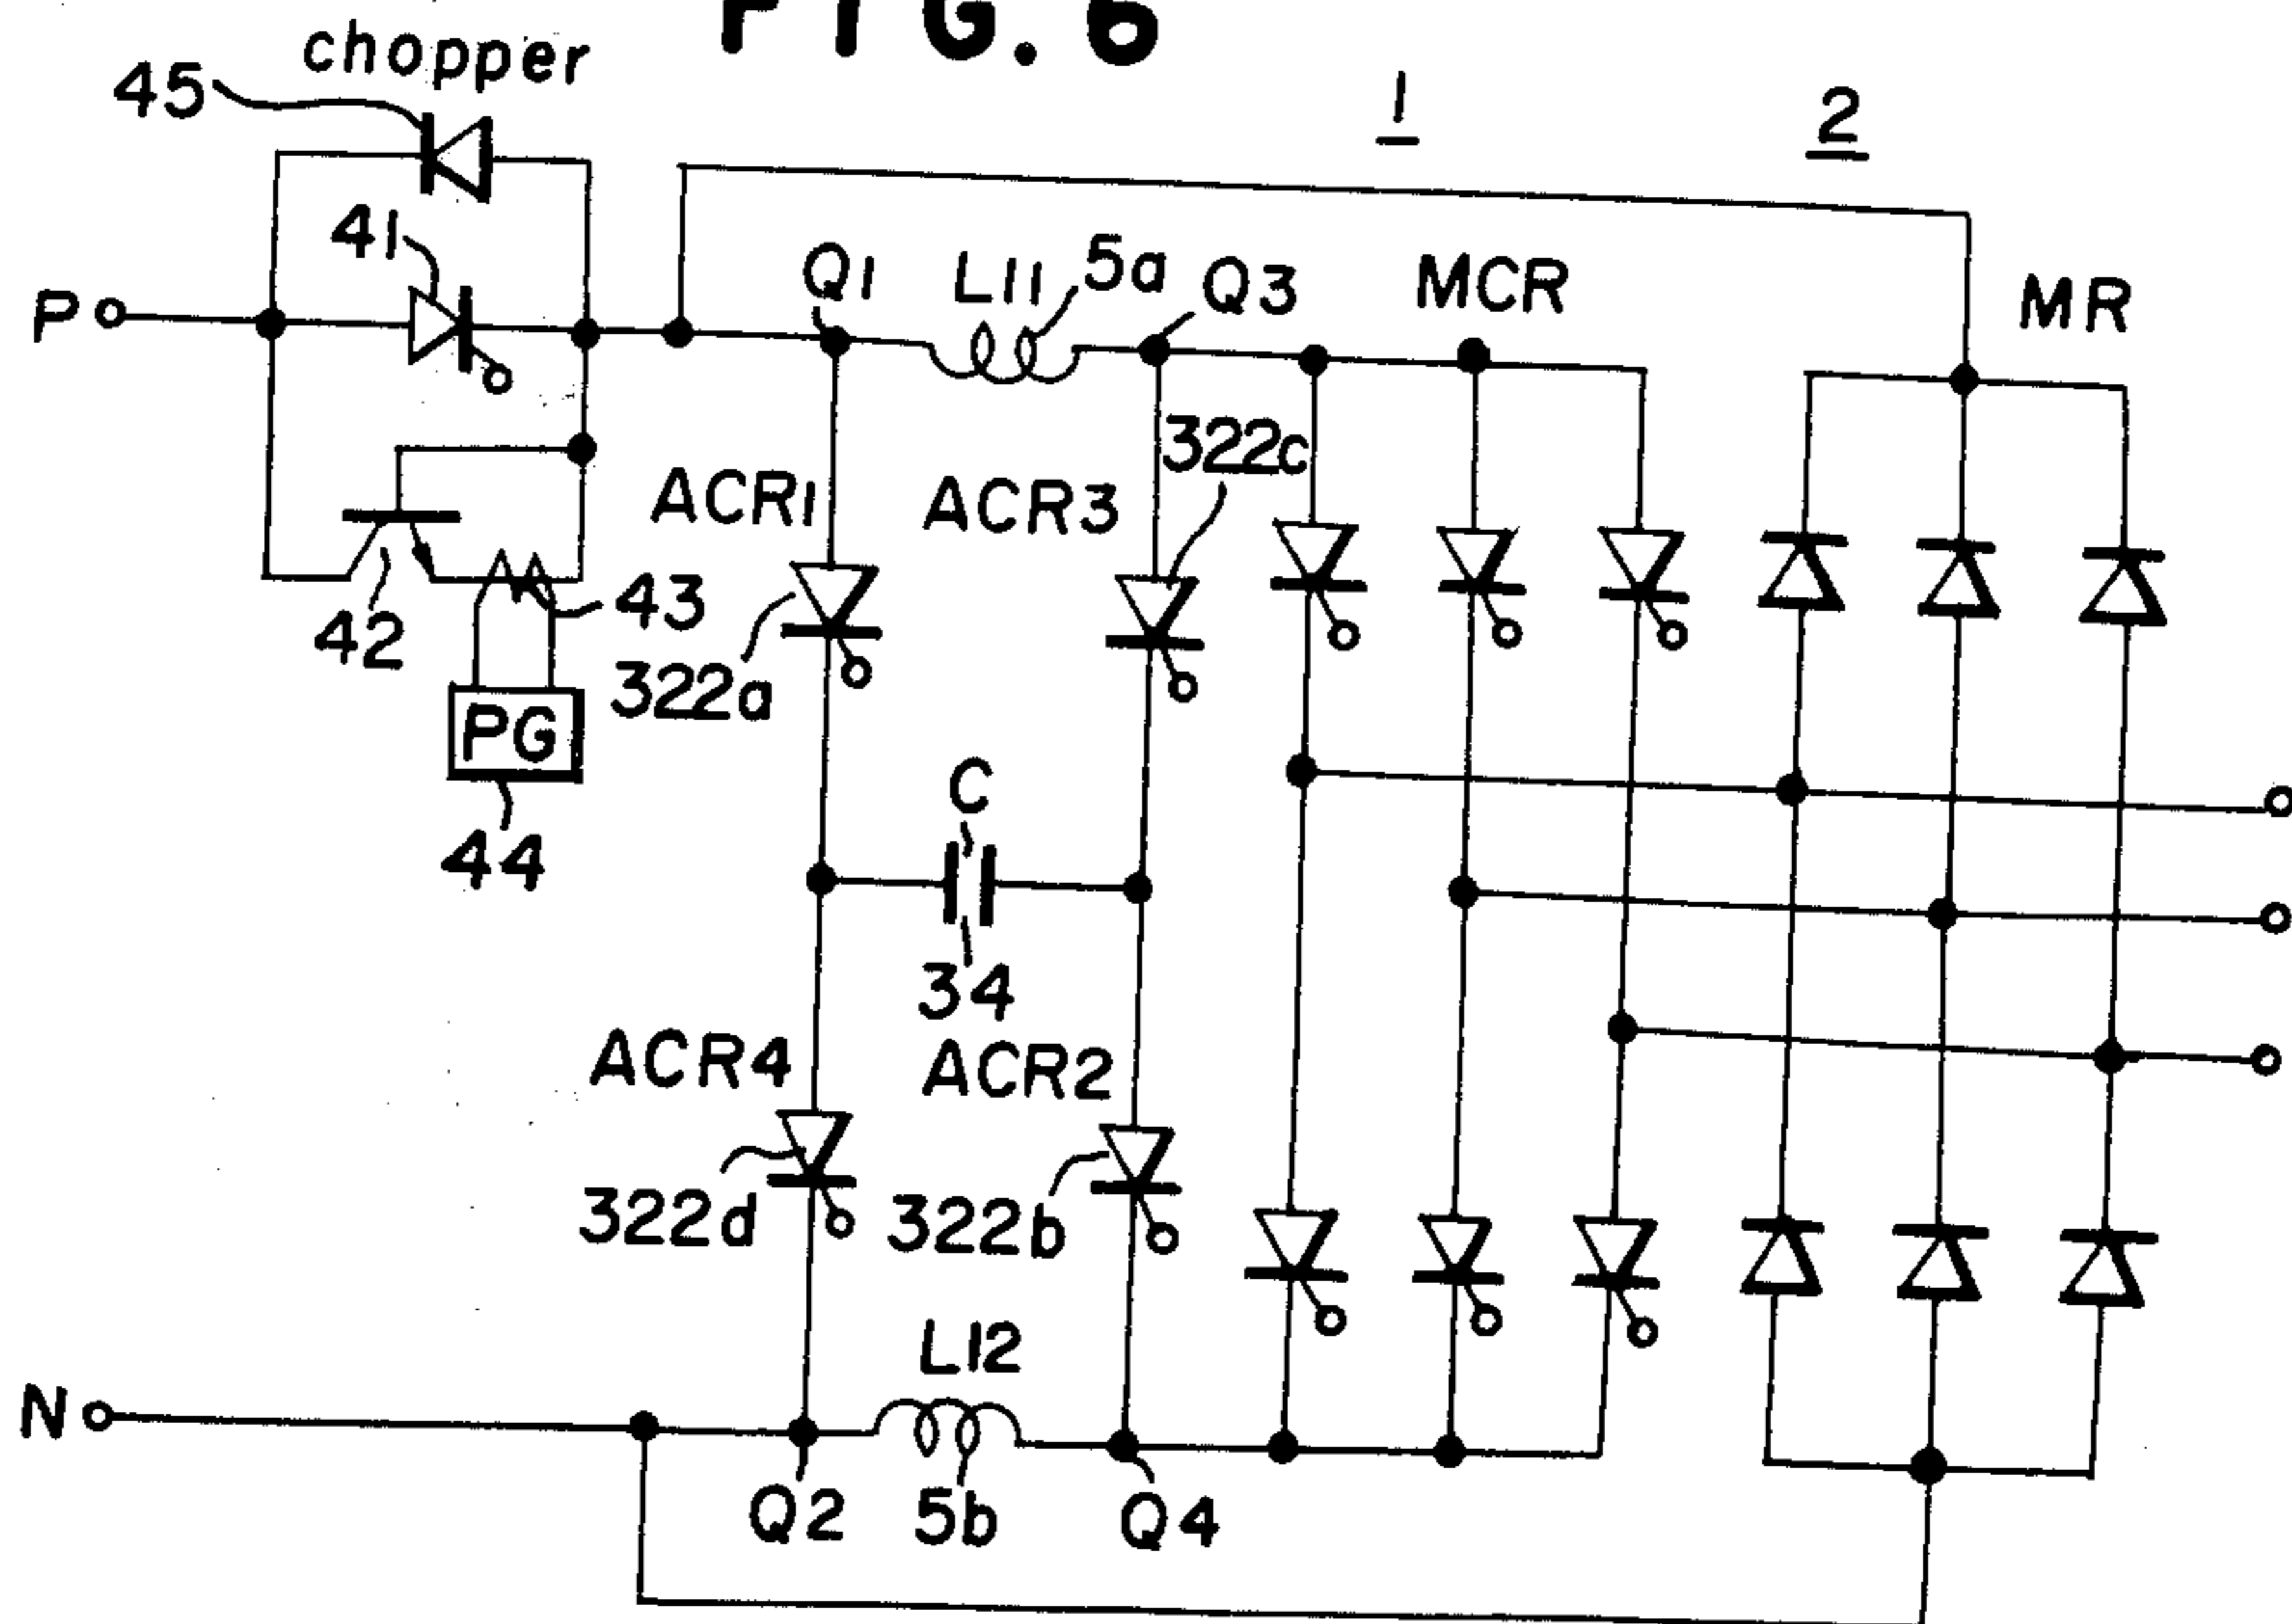 FIG. 6
chopper
45
1
2
41
P
Q1
L11
5a
Q3
MCR
MR
322c
ACR1
ACR3
42
43
322a
PG
44
C
34
ACR4
ACR2
322d
322b
L12
N
Q2
5b
Q4